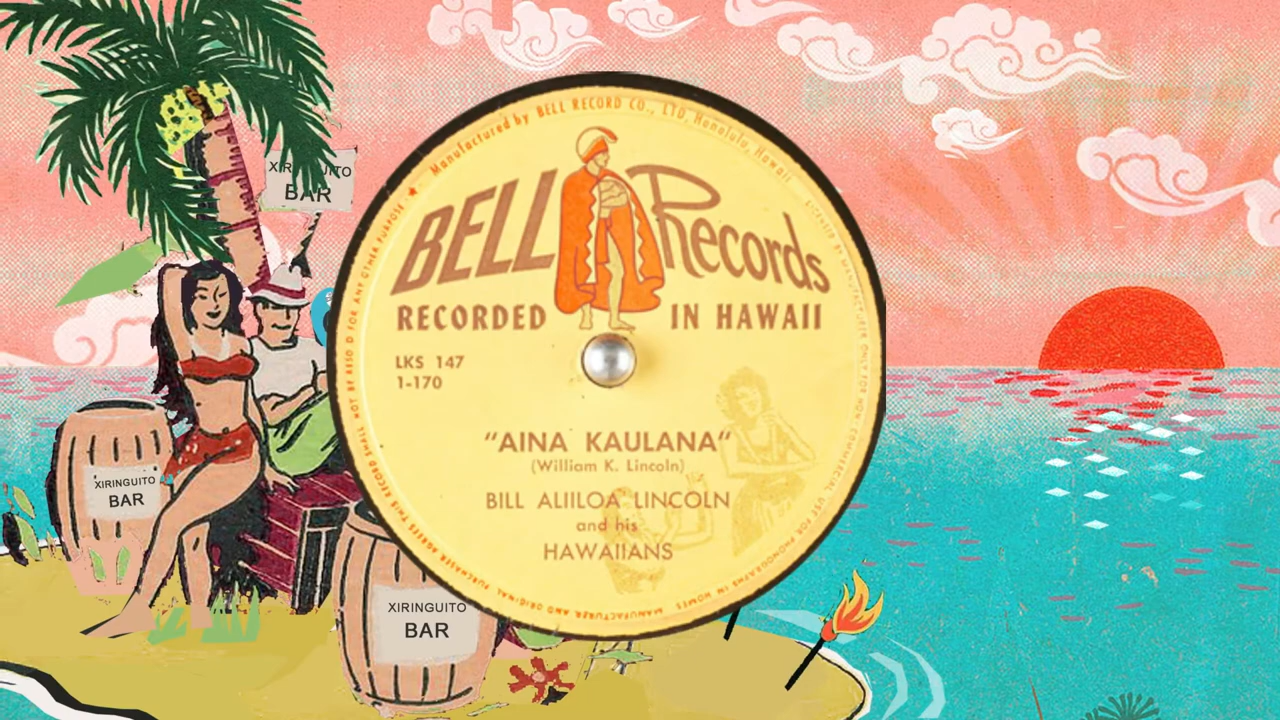 XIRINGUITO
BAR
Manufactured by BELL RECORD CO., LTD, Honolulu, Hawaii
BELL Records
RECORDED IN HAWAII
LKS 147
1-170
"AINA KAULANA"
(William K. Lincoln)
BILL ALIILOA LINCOLN
and his
HAWAIIANS
XIRINGUITO
BAR
XIRINGUITO
BAR